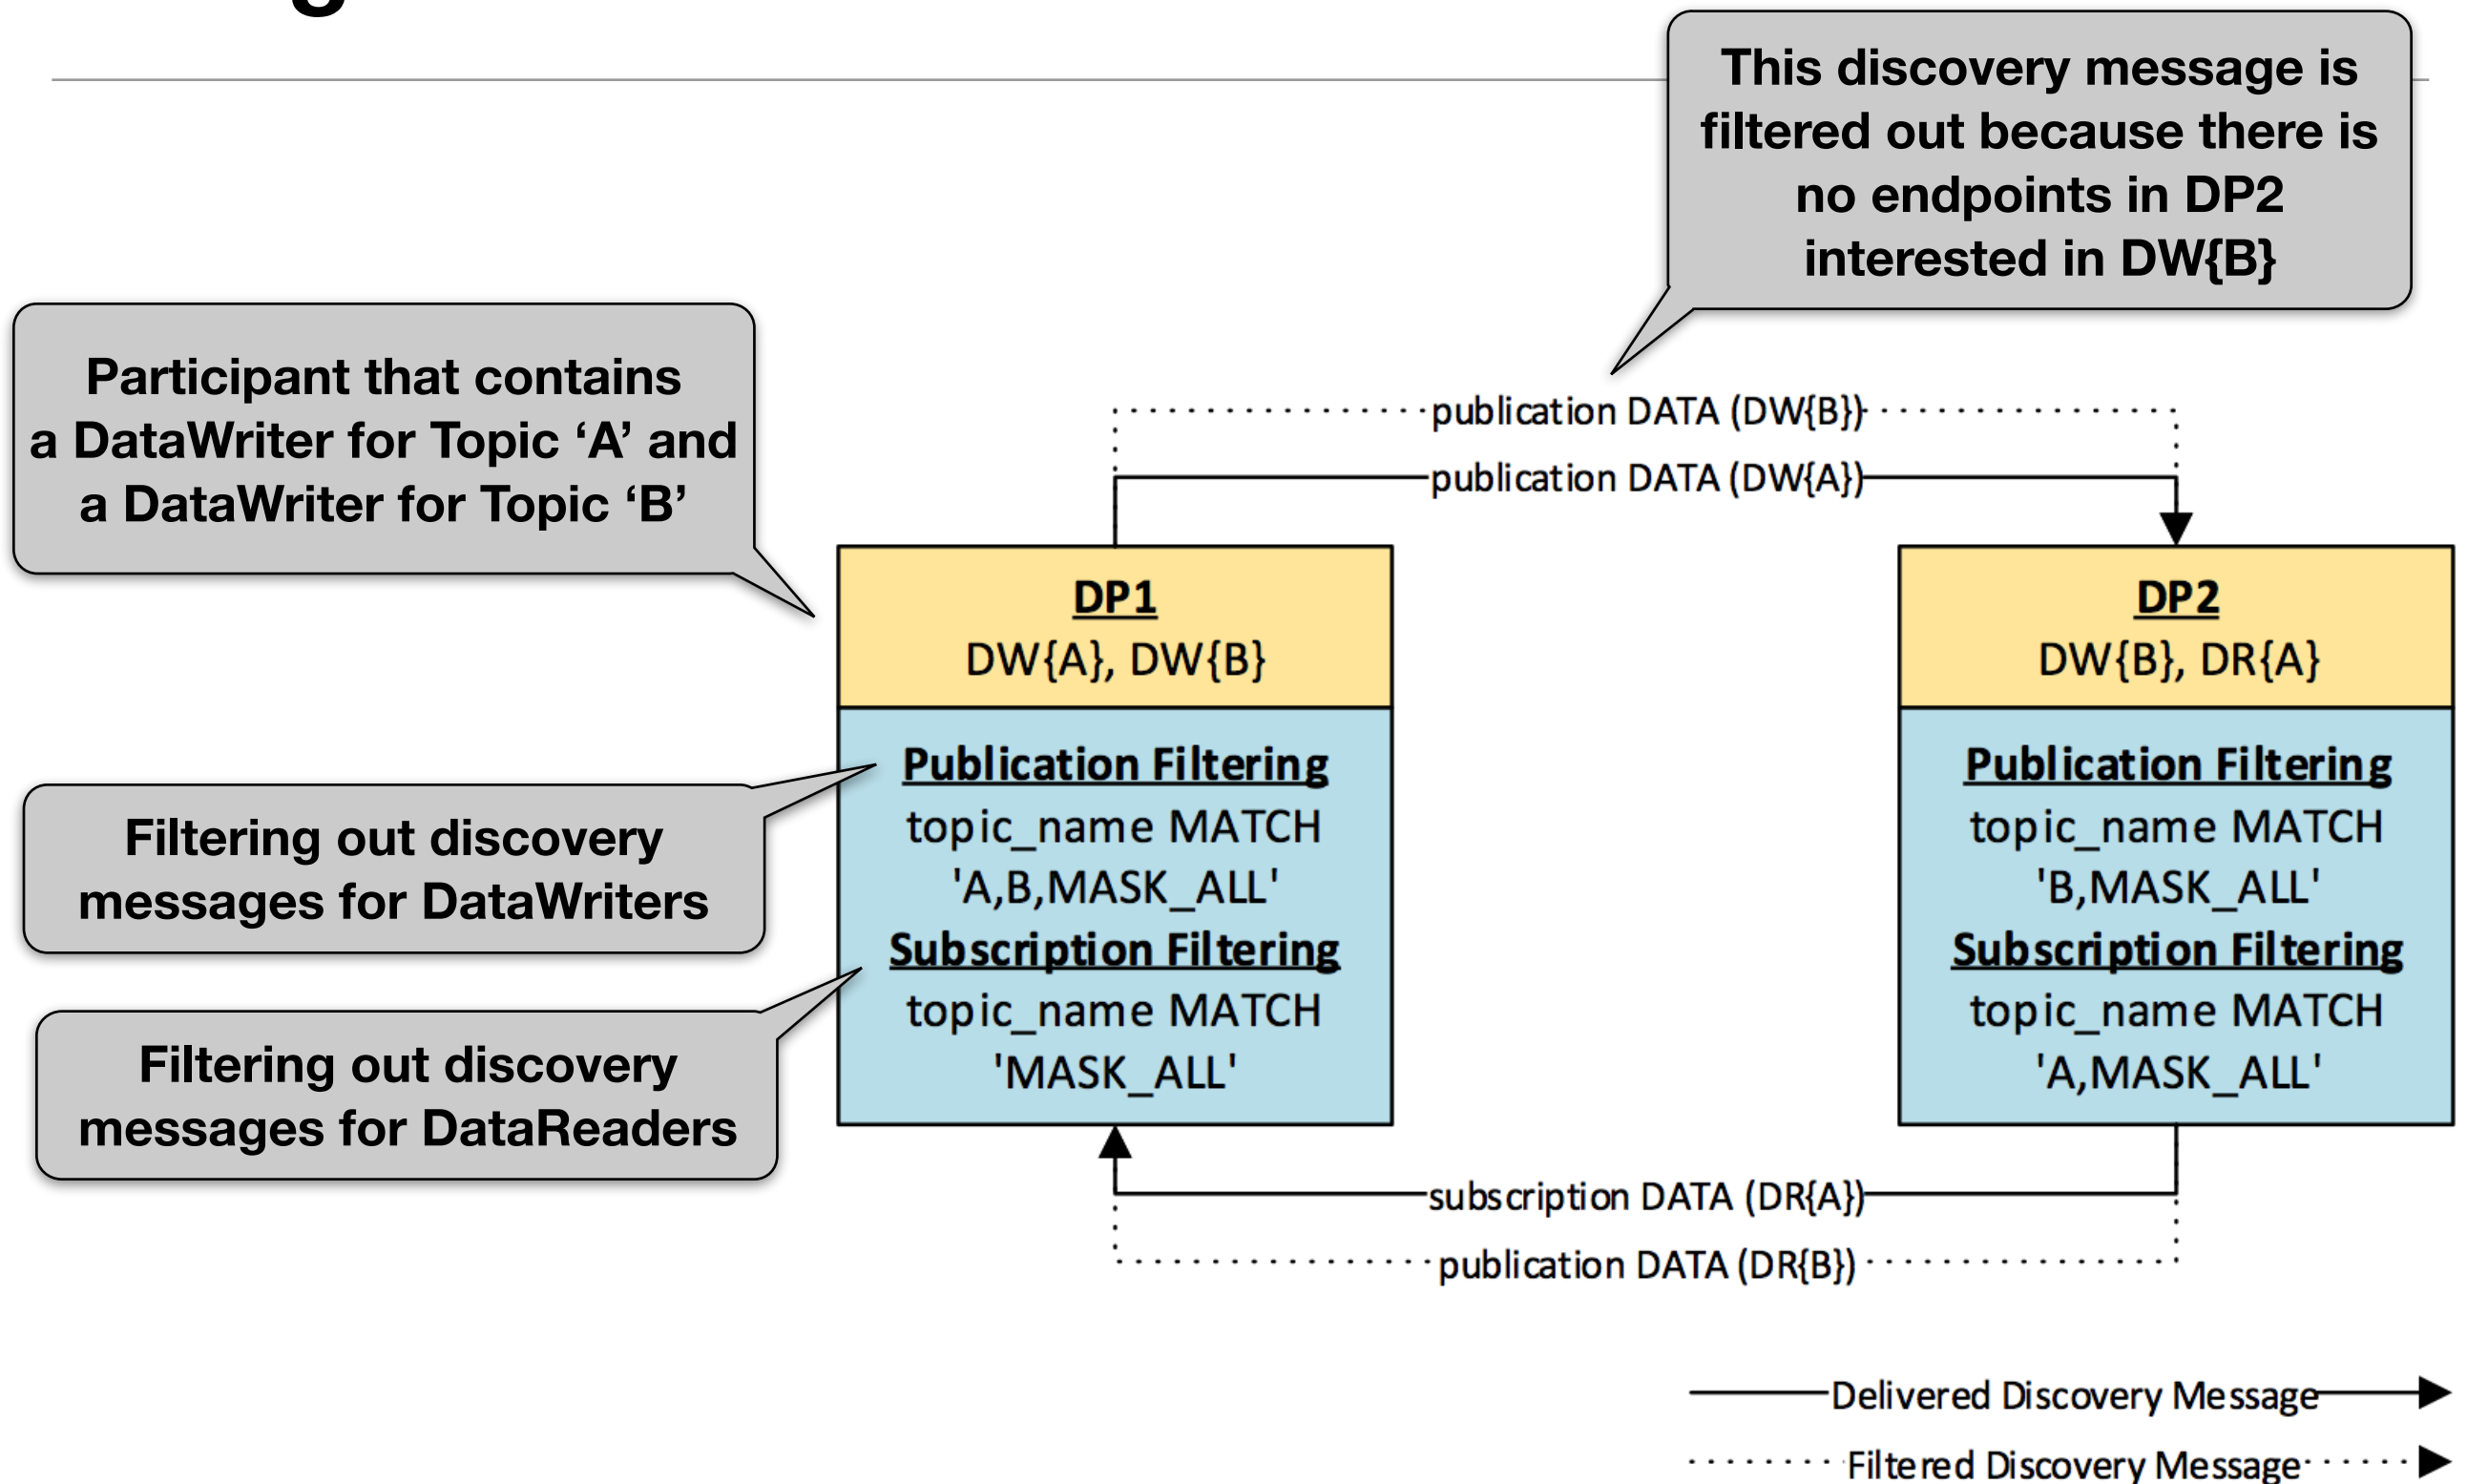 This discovery message is
filtered out because there is
no endpoints in DP2
interested in DW{B}
Participant that contains
a DataWriter for Topic ‘A’ and
a DataWriter for Topic ‘B’
publication DATA (DW{B})
publication DATA (DW{A})
DP1
DW{A}, DW{B}
Publication Filtering
topic_name MATCH
'A,B,MASK_ALL'
Subscription Filtering
topic_name MATCH
'MASK_ALL'
DP2
DW{B}, DR{A}
Publication Filtering
topic_name MATCH
'B,MASK_ALL'
Subscription Filtering
topic_name MATCH
'A,MASK_ALL'
Filtering out discovery
messages for DataWriters
Filtering out discovery
messages for DataReaders
subscription DATA (DR{A})
publication DATA (DR{B})
Delivered Discovery Message
Filtered Discovery Message